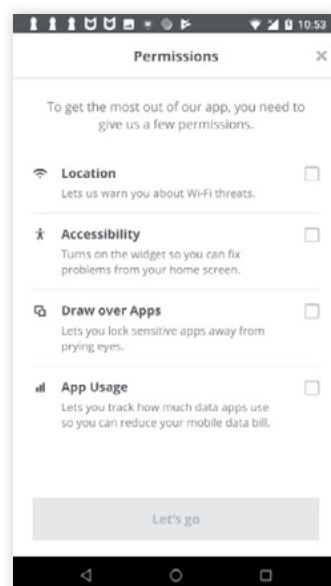 10:53
Permissions
To get the most out of our app, you need to
give us a few permissions.
Location
Lets us warn you about Wi-Fi threats.
Accessibility
Turns on the widget so you can fix
problems from your home screen.
Draw over Apps
Lets you lock sensitive apps away from
prying eyes.
App Usage
Lets you track how much data apps use
so you can reduce your mobile data bill.
Let's go